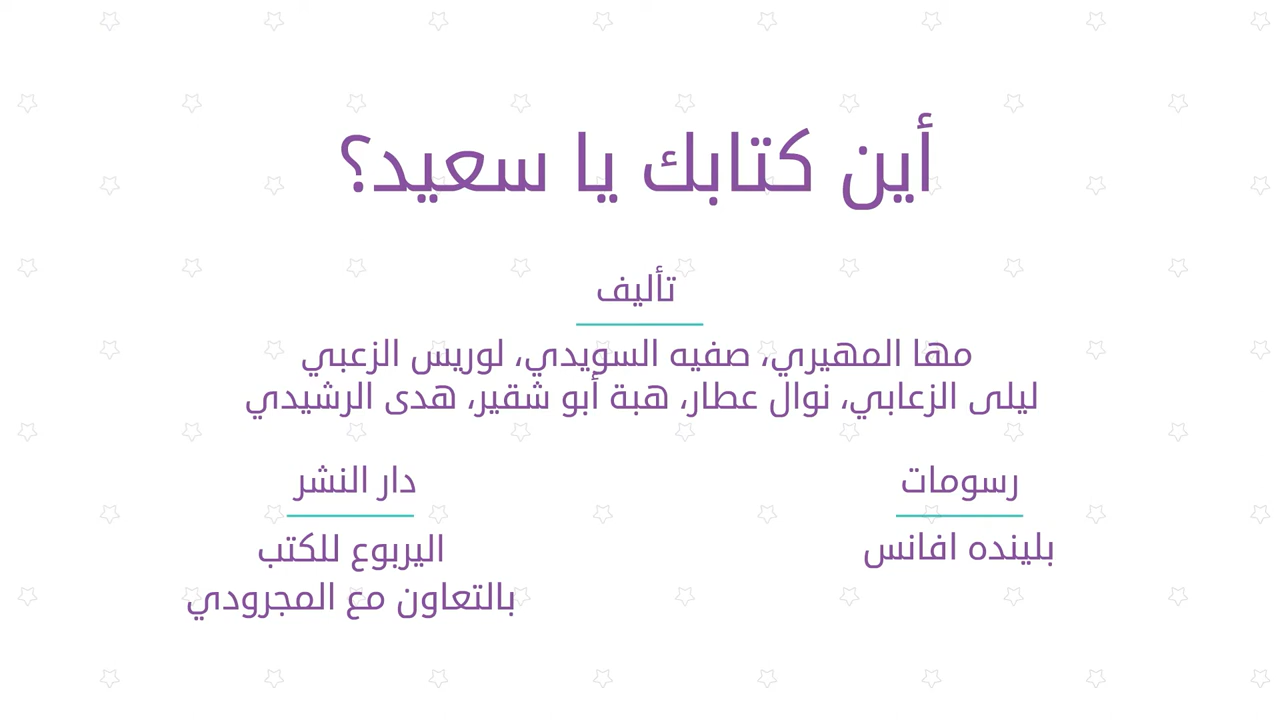 أين كتابك يا سعيد؟
تأليف
مها المهيري، صفيه السويدي، لوريس الزعبي
ليلى الزعابي، نوال عطار، هبة أبو شقير، هدى الرشيدي
رسومات
بلينده افانس
دار النشر
اليربوع للكتب
بالتعاون مع المجرودي